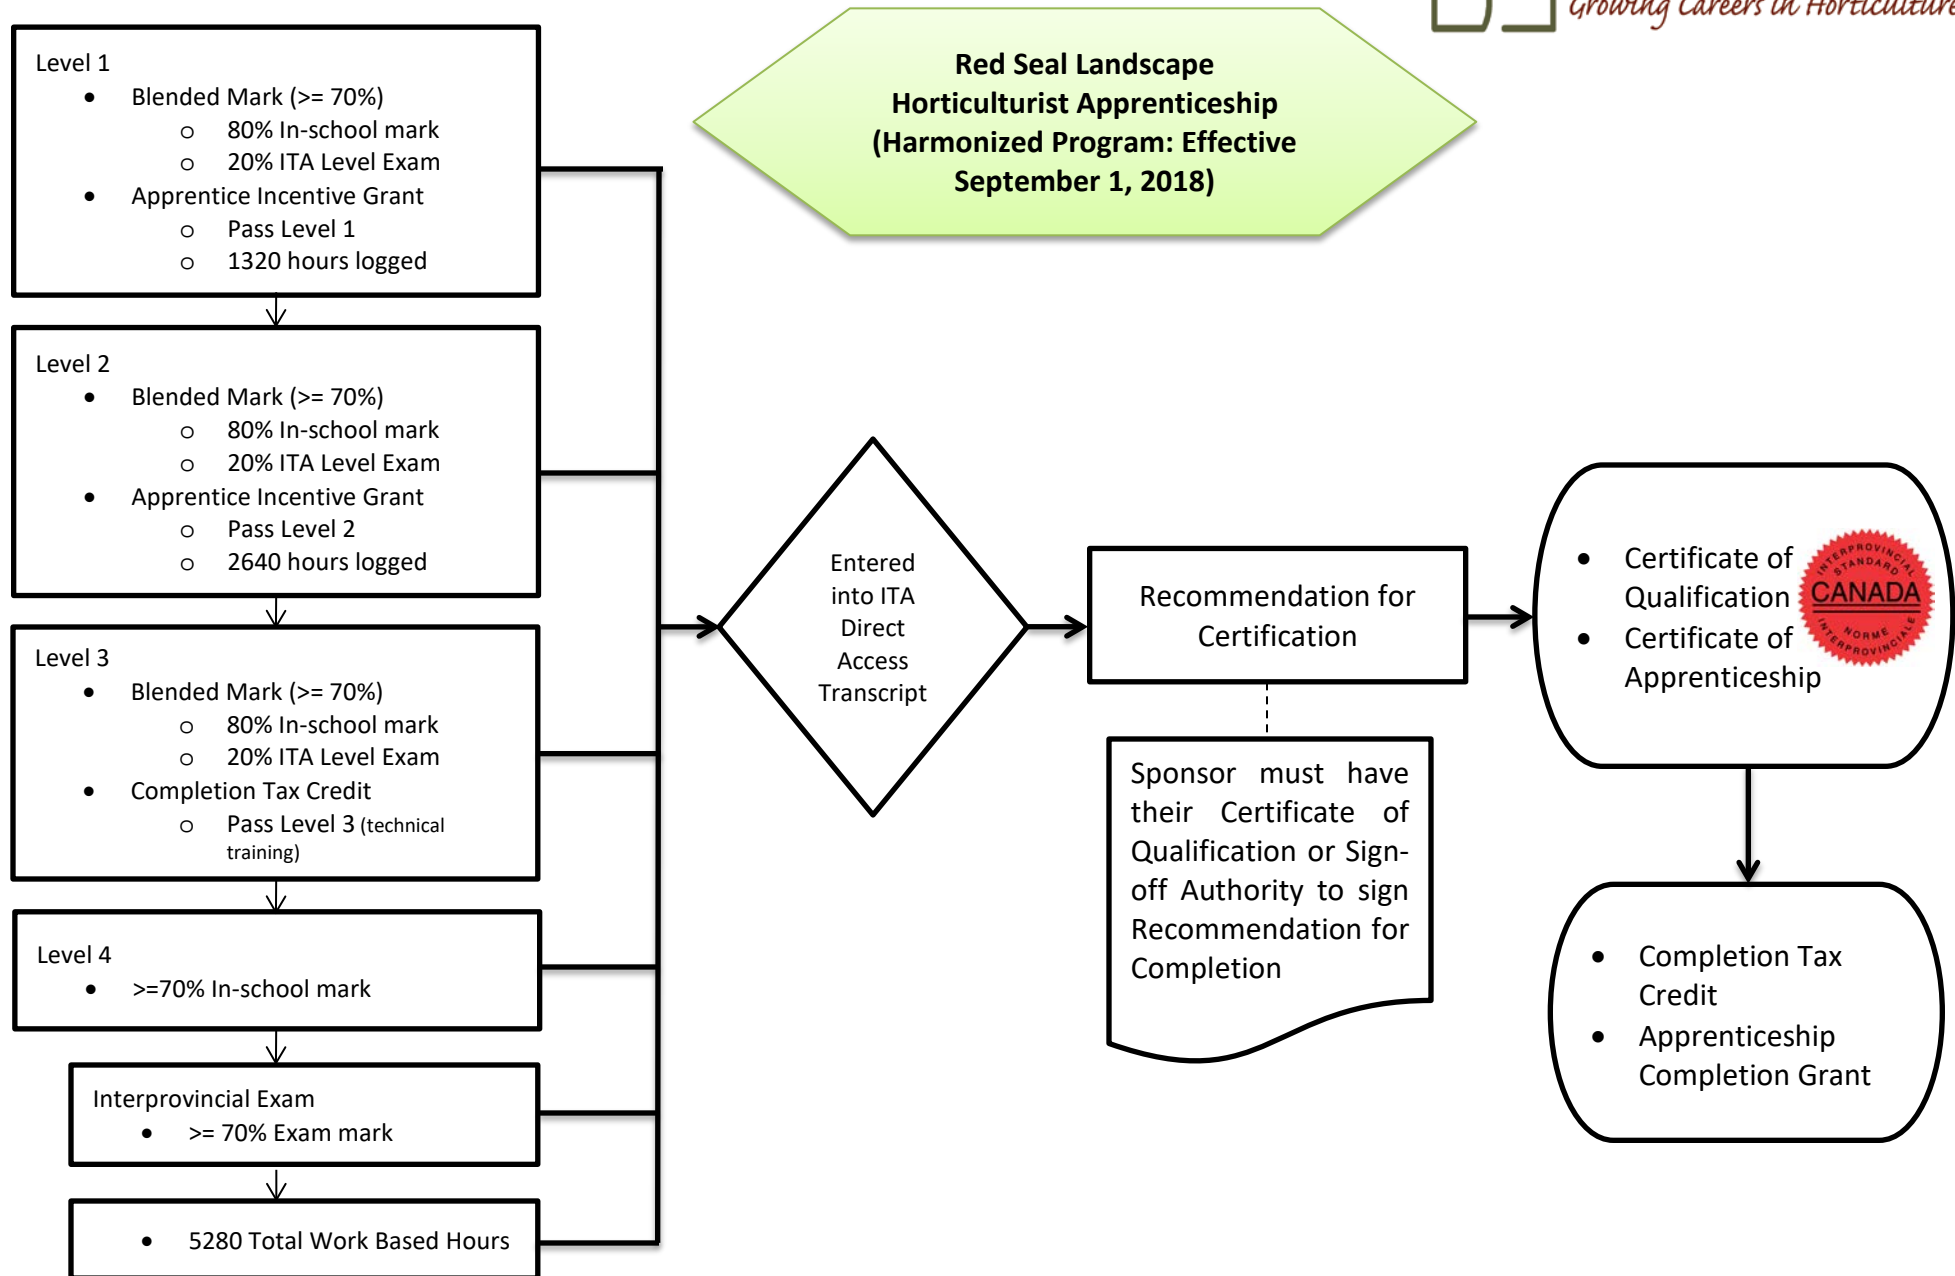 Growing Careers in Horticulture
Red Seal Landscape
Horticulturist Apprenticeship
(Harmonized Program: Effective
September 1, 2018)
Level 1
• Blended Mark (>= 70%)
o 80% In-school mark
o 20% ITA Level Exam
• Apprentice Incentive Grant
o Pass Level 1
o 1320 hours logged
Level 2
• Blended Mark (>= 70%)
o 80% In-school mark
o 20% ITA Level Exam
• Apprentice Incentive Grant
o Pass Level 2
o 2640 hours logged
Level 3
• Blended Mark (>= 70%)
o 80% In-school mark
o 20% ITA Level Exam
• Completion Tax Credit
o Pass Level 3 (technical
training)
Level 4
• >=70% In-school mark
Interprovincial Exam
• >= 70% Exam mark
• 5280 Total Work Based Hours
Entered
into ITA
Direct
Access
Transcript
Recommendation for
Certification
Sponsor must have
their Certificate of
Qualification or Sign-
off Authority to sign
Recommendation for
Completion
• Certificate of
Qualification
• Certificate of
Apprenticeship
INTERPROVINCIAL
STANDARD
CANADA
NORME
INTERPROVINCIALE
• Completion Tax
Credit
• Apprenticeship
Completion Grant